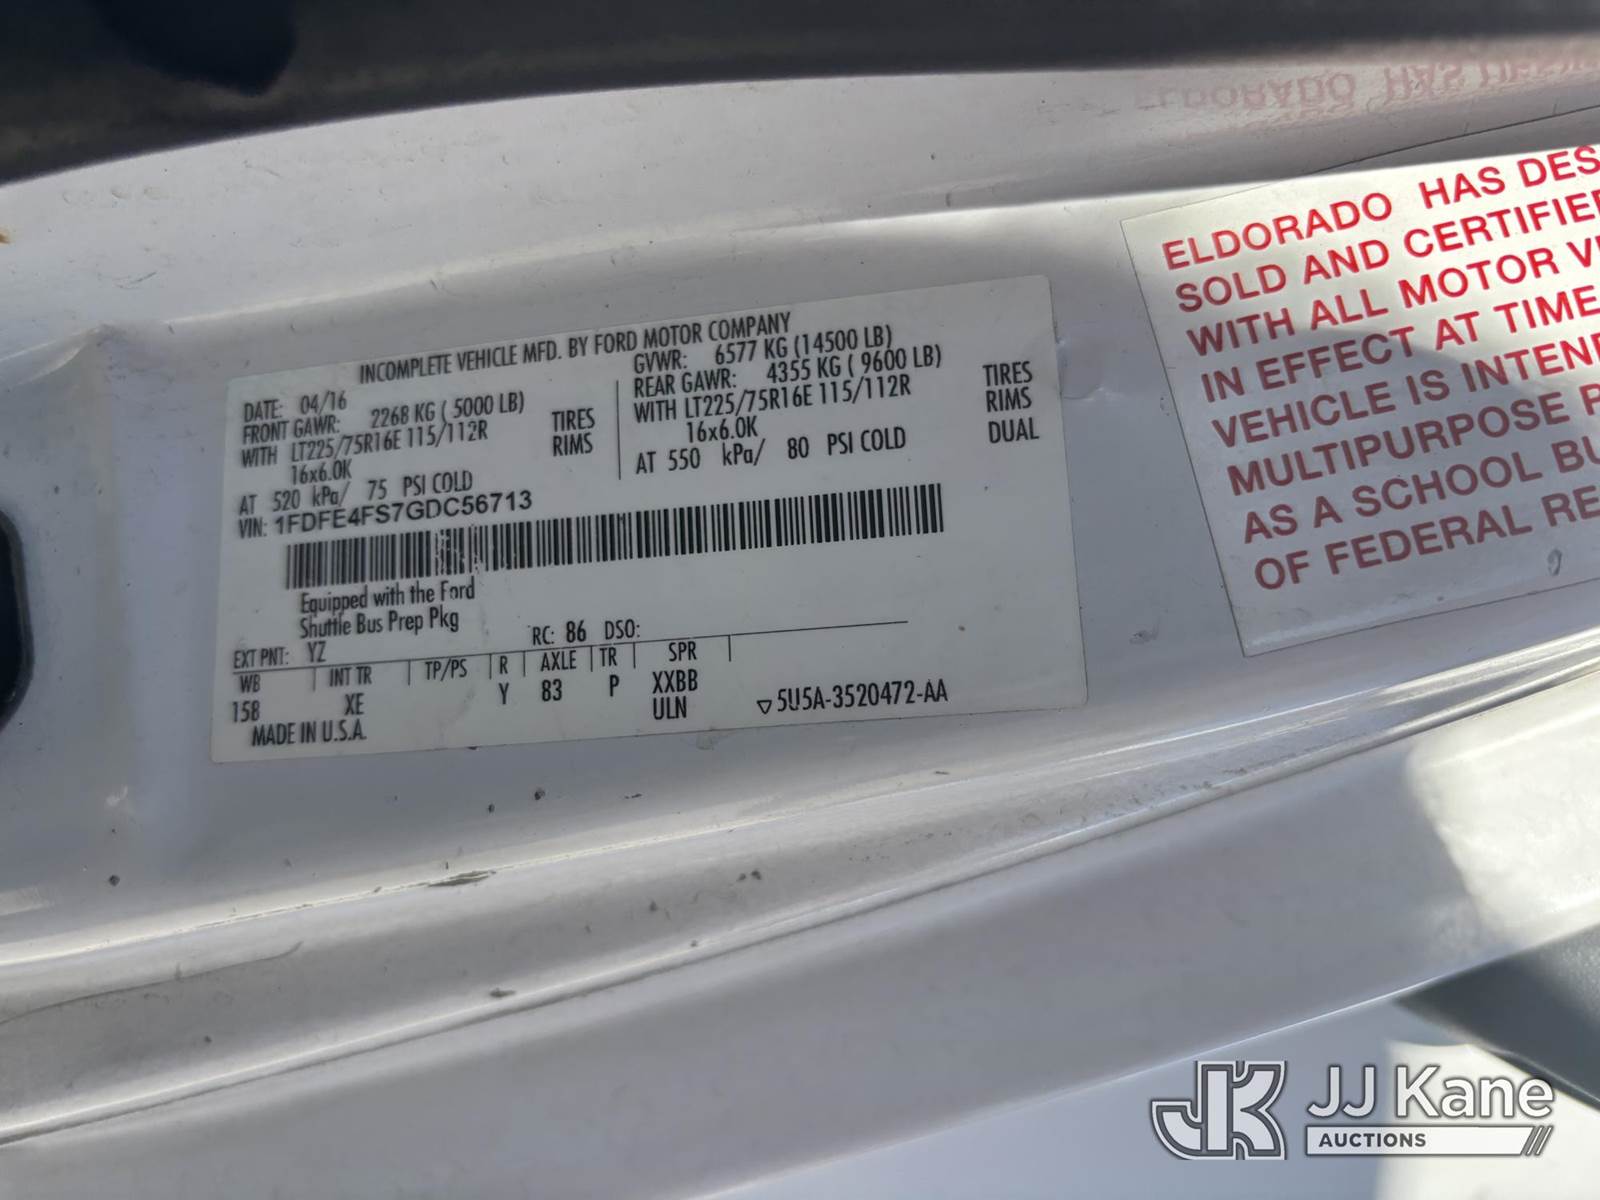 INCOMPLETE VEHICLE MFD. BY FORD MOTOR COMPANY
DATE: 04/16
FRONT GAWR: 2268 KG ( 5000 LB)
WITH LT225/75R16E 115/112R TIRES
16x6.0K RIMS
AT 520 kPa/ 75 PSI COLD
GVWR: 6577 KG (14500 LB)
REAR GAWR: 4355 KG ( 9600 LB)
WITH LT225/75R16E 115/112R TIRES
16x6.0K RIMS
AT 550 kPa/ 80 PSI COLD DUAL
VIN: 1FDFE4FS7GDC56713
Equipped with the Ford
Shuttle Bus Prep Pkg
EXT PNT: YZ RC: 86 DSO:
WB INT TR TP/PS R AXLE TR SPR
158 XE Y 83 P XXBB
ULN
5U5A-3520472-AA
MADE IN U.S.A.
ELDORADO HAS DES
SOLD AND CERTIFIE
WITH ALL MOTOR V
IN EFFECT AT TIME
VEHICLE IS INTEN
MULTIPURPOSE P
AS A SCHOOL BU
OF FEDERAL RE
JK JJ Kane
AUCTIONS